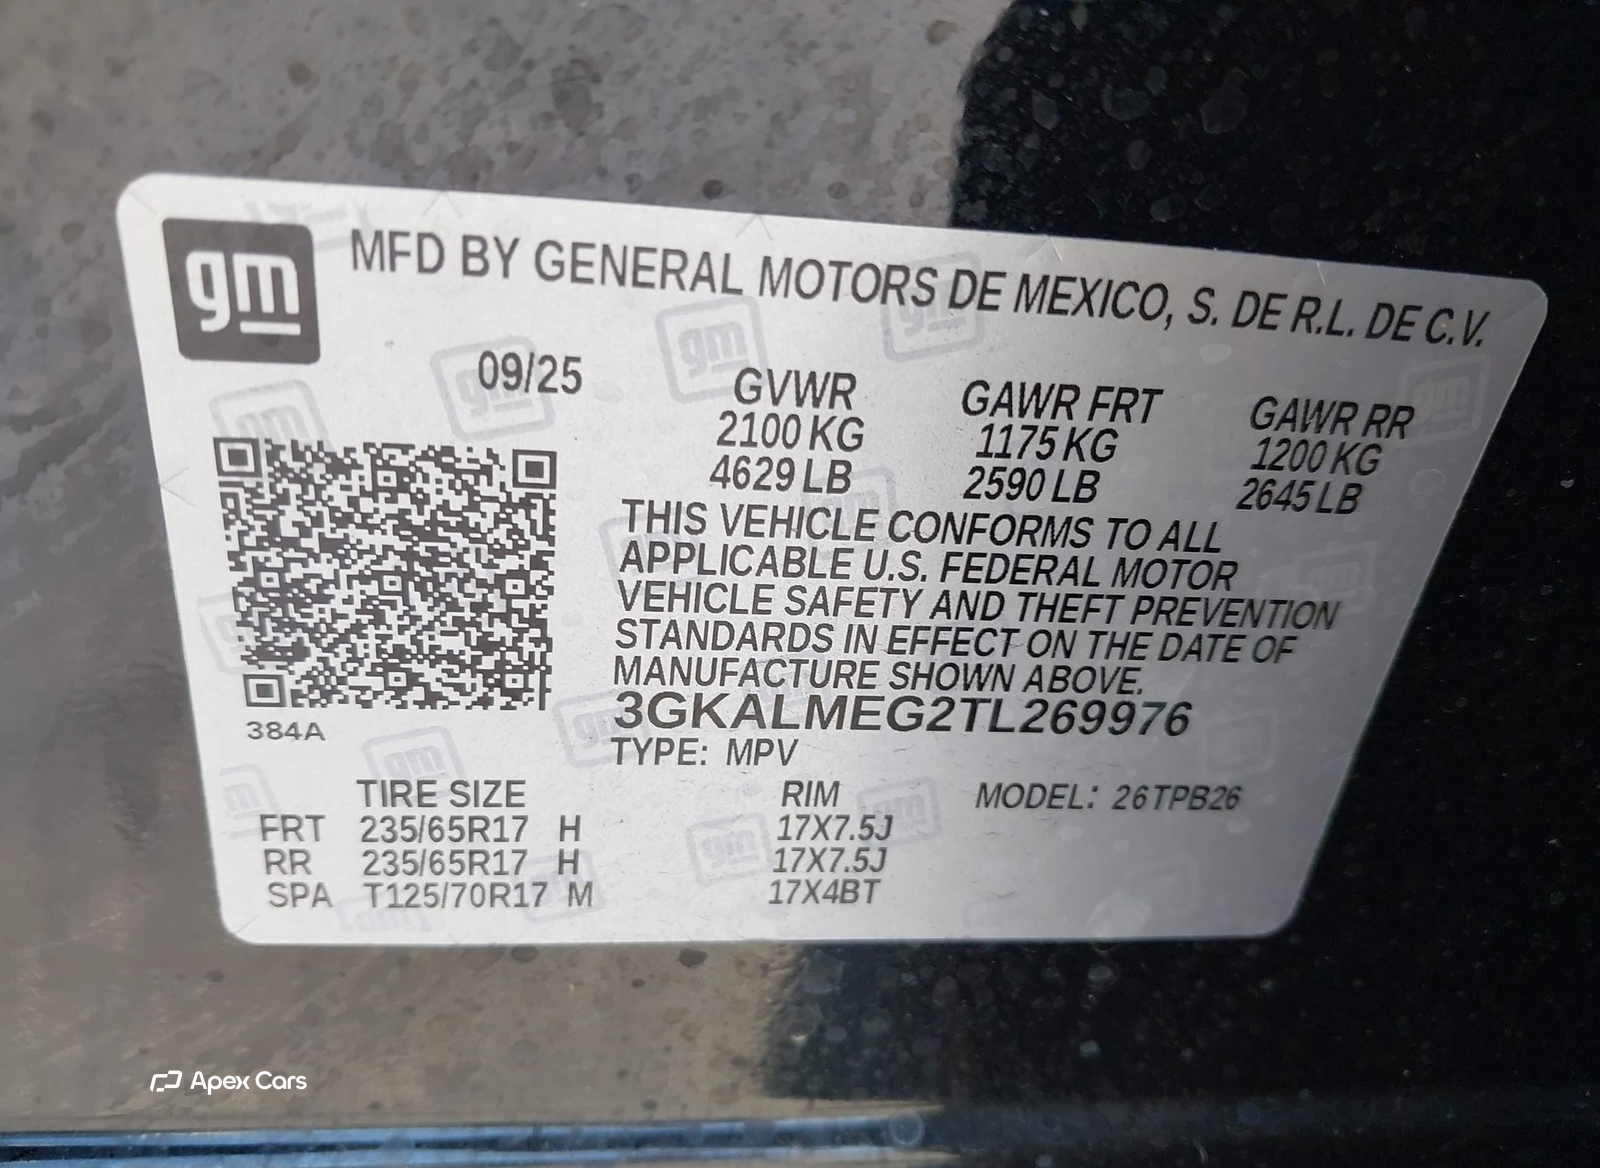 gm
MFD BY GENERAL MOTORS DE MEXICO, S. DE R.L. DE C.V.
09/25
GVWR GAWR FRT GAWR RR
2100 KG 1175 KG 1200 KG
4629 LB 2590 LB 2645 LB
THIS VEHICLE CONFORMS TO ALL
APPLICABLE U.S. FEDERAL MOTOR
VEHICLE SAFETY AND THEFT PREVENTION
STANDARDS IN EFFECT ON THE DATE OF
MANUFACTURE SHOWN ABOVE.
3GKALMEG2TL269976
384A
TYPE: MPV
TIRE SIZE RIM MODEL: 26TPB26
FRT 235/65R17 H 17X7.5J
RR 235/65R17 H 17X7.5J
SPA T125/70R17 M 17X4BT
Apex Cars